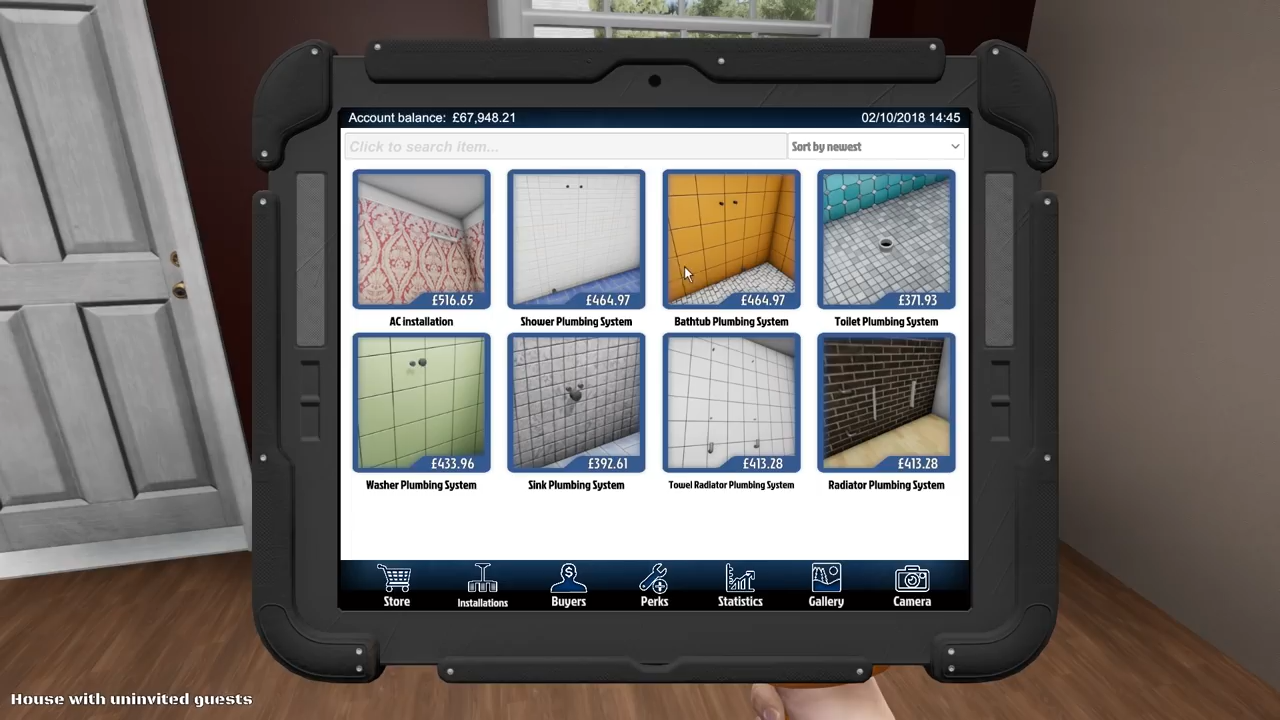 Account balance: £67,948.21
02/10/2018 14:45
Click to search item...
Sort by newest
£516.65
£464.97
£464.97
£371.93
AC installation
Shower Plumbing System
Bathtub Plumbing System
Toilet Plumbing System
£433.96
£392.61
£413.28
£413.28
Washer Plumbing System
Sink Plumbing System
Towel Radiator Plumbing System
Radiator Plumbing System
Store
Installations
Buyers
Perks
Statistics
Gallery
Camera
House with uninvited guests